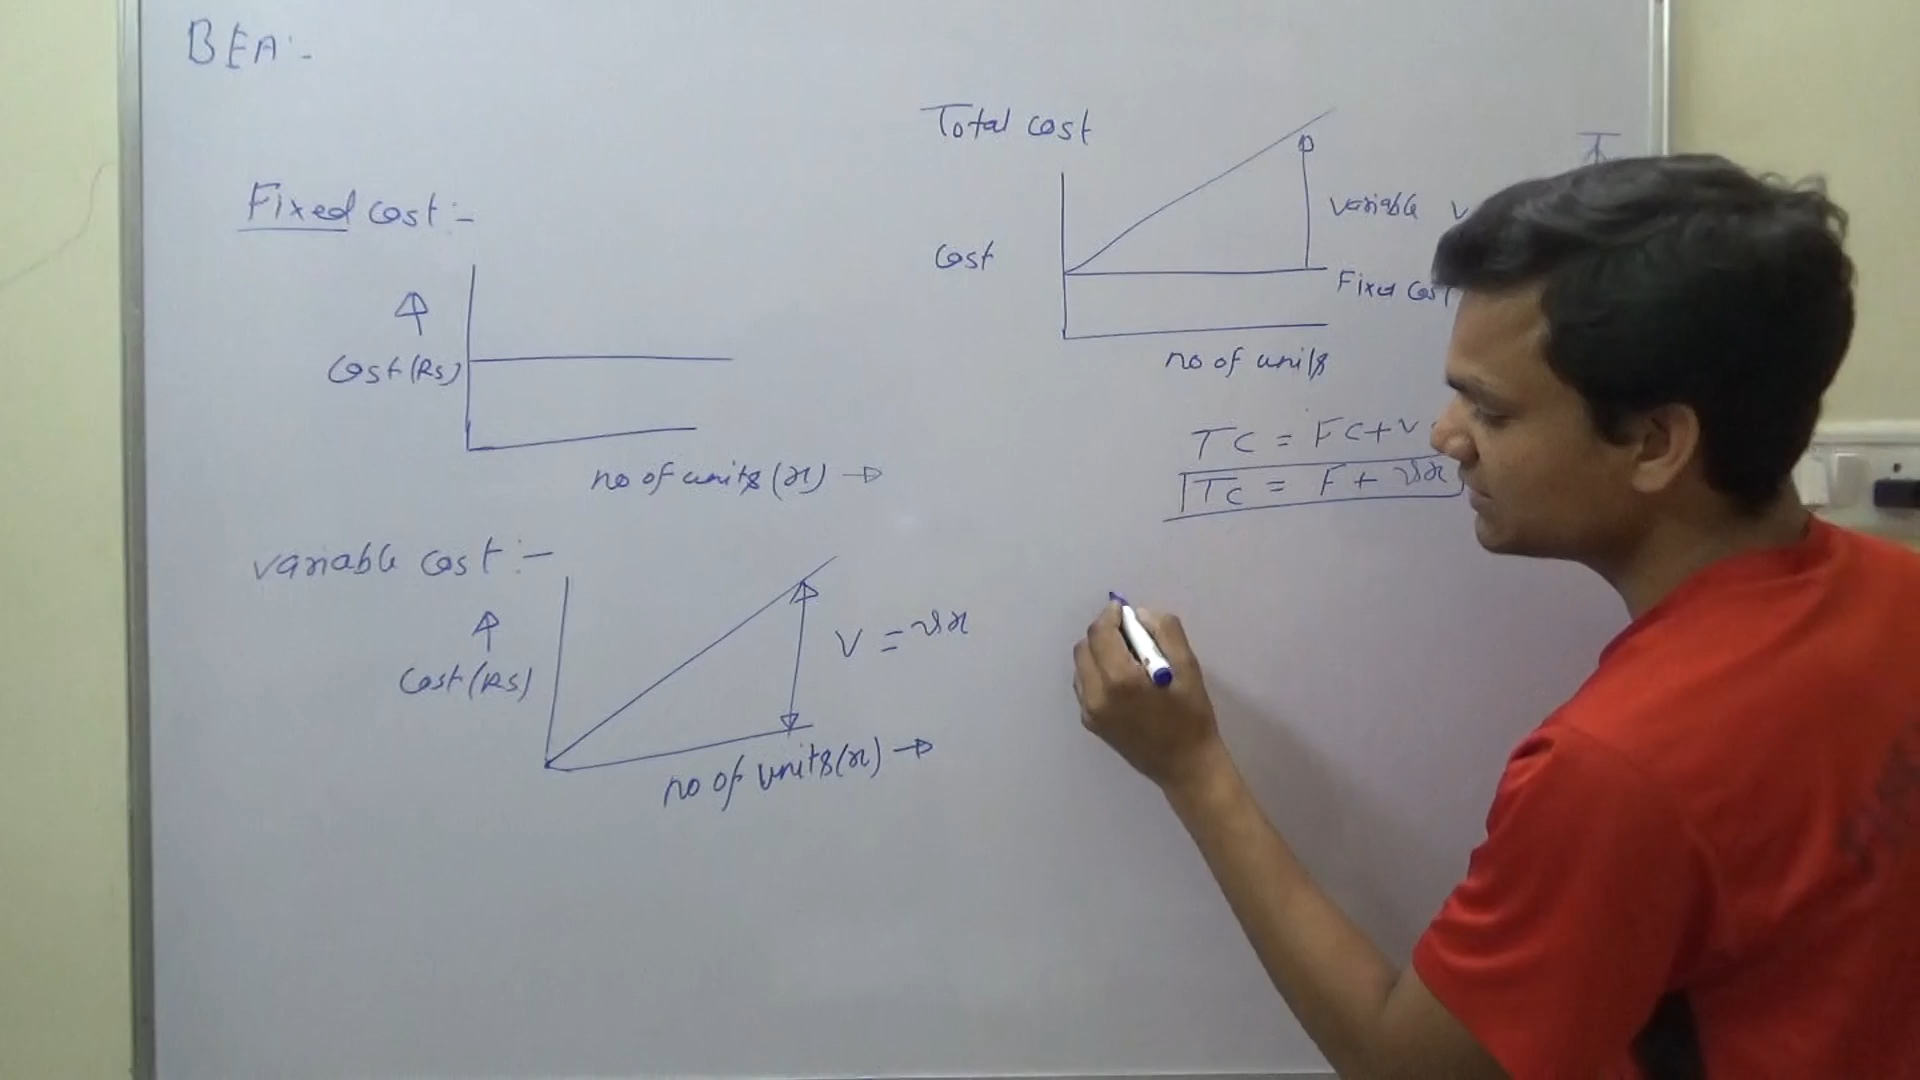 BEA:-
Fixed cost:-
Cost (Rs)
no of units (x)
variable cost:-
Cost (Rs)
V = vx
no of units (x)
Total cost
Cost
variable
Fixed Cost
no of units
TC = FC+V
TC = F + vx